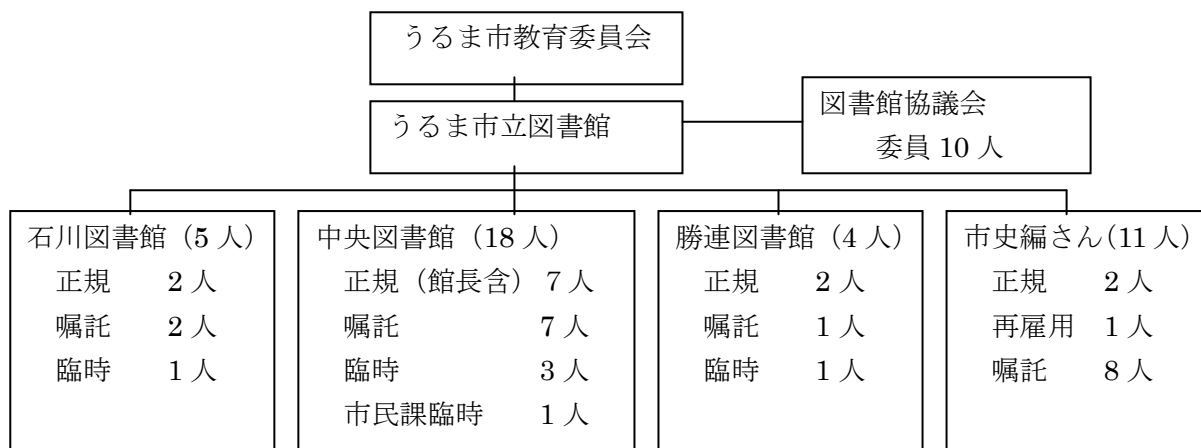 うるま市教育委員会
うるま市立図書館
図書館協議会
委員 10 人
石川図書館（5 人）
正規 2 人
嘱託 2 人
臨時 1 人
中央図書館（18 人）
正規（館長含） 7 人
嘱託 7 人
臨時 3 人
市民課臨時 1 人
勝連図書館（4 人）
正規 2 人
嘱託 1 人
臨時 1 人
市史編さん（11 人）
正規 2 人
再雇用 1 人
嘱託 8 人